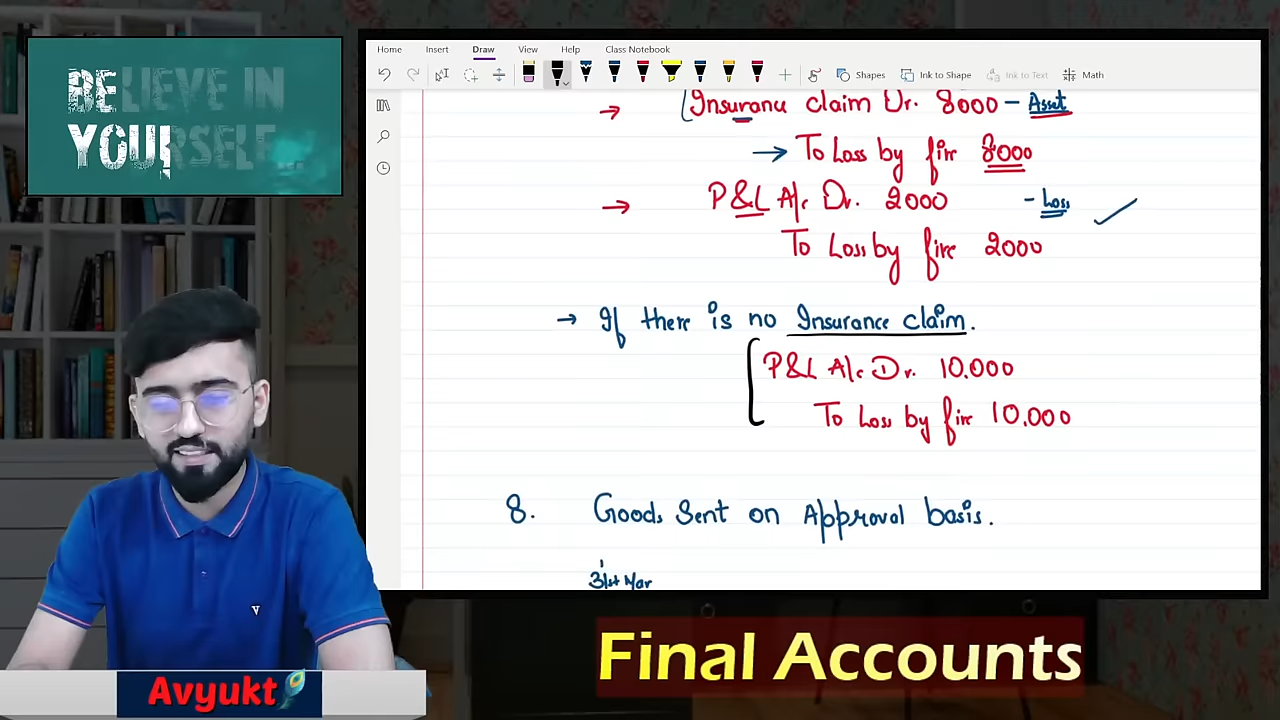 BELIEVE IN
YOURSELF...
Home Insert Draw View Help Class Notebook
Shapes Ink to Shape Ink to Text Math
→ Insurance claim Dr. 8000 - Asset
→ To Loss by fire 8000
→ P&L A/c Dr. 2000 - Loss
To Loss by fire 2000
→ If there is no Insurance claim.
P&L A/c Dr. 10.000
To Loss by fire 10.000
8. Goods Sent on Approval basis.
31st Mar
Final Accounts
Avyukt